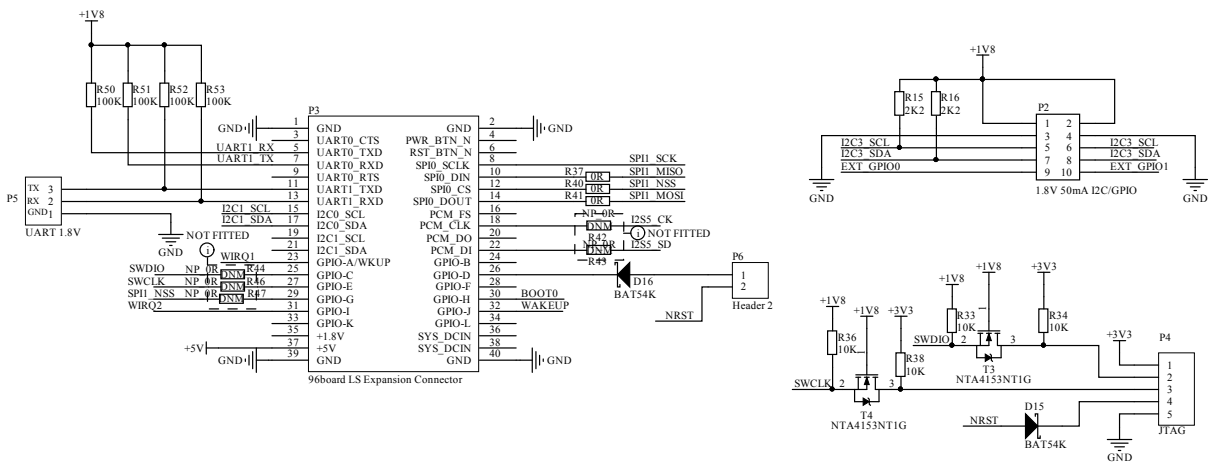 +1V8
R50
100K
R51
100K
R52
100K
R53
100K
P3
GND
1
GND
GND
2
GND
3
UART0_CTS
PWR_BTN_N
4
UART1_RX
5
UART0_TXD
RST_BTN_N
6
UART1_TX
7
UART0_RXD
SPI0_SCLK
8
SPI1_SCK
9
UART0_RTS
SPI0_DIN
10
R37
0R
SPI1_MISO
11
UART1_TXD
SPI0_CS
12
R40
0R
SPI1_NSS
13
UART1_RXD
SPI0_DOUT
14
R41
0R
SPI1_MOSI
I2C1_SCL
15
I2C0_SCL
PCM_FS
16
I2C1_SDA
17
I2C0_SDA
PCM_CLK
18
NP_0R
DNM
R42
I2S5_CK
19
I2C1_SCL
PCM_DO
20
i NOT FITTED
21
I2C1_SDA
PCM_DI
22
NP_0R
DNM
R43
I2S5_SD
WIRQ1
23
GPIO-A/WKUP
GPIO-B
24
SWDIO
NP_0R
DNM
R44
25
GPIO-C
GPIO-D
26
SWCLK
NP_0R
DNM
R46
27
GPIO-E
GPIO-F
28
SPI1_NSS
NP_0R
DNM
R47
29
GPIO-G
GPIO-H
30
BOOT0
WIRQ2
31
GPIO-I
GPIO-J
32
WAKEUP
33
GPIO-K
GPIO-L
34
35
+1.8V
SYS_DCIN
36
+5V
37
+5V
SYS_DCIN
38
GND
39
GND
GND
40
GND
96board LS Expansion Connector
P5
TX
3
RX
2
GND
1
UART 1.8V
GND
NOT FITTED
i
D16
BAT54K
P6
1
2
Header 2
NRST
+1V8
R15
2K2
R16
2K2
P2
1
2
3
4
I2C3_SCL
5
6
I2C3_SCL
I2C3_SDA
7
8
I2C3_SDA
EXT_GPIO0
9
10
EXT_GPIO1
1.8V 50mA I2C/GPIO
GND
GND
+1V8
+1V8
+3V3
+1V8
+1V8
+3V3
R33
10K
R34
10K
R36
10K
R38
10K
SWDIO
2
1
3
T3
NTA4153NT1G
SWCLK
2
1
3
T4
NTA4153NT1G
+3V3
P4
1
2
3
4
5
JTAG
NRST
D15
BAT54K
GND